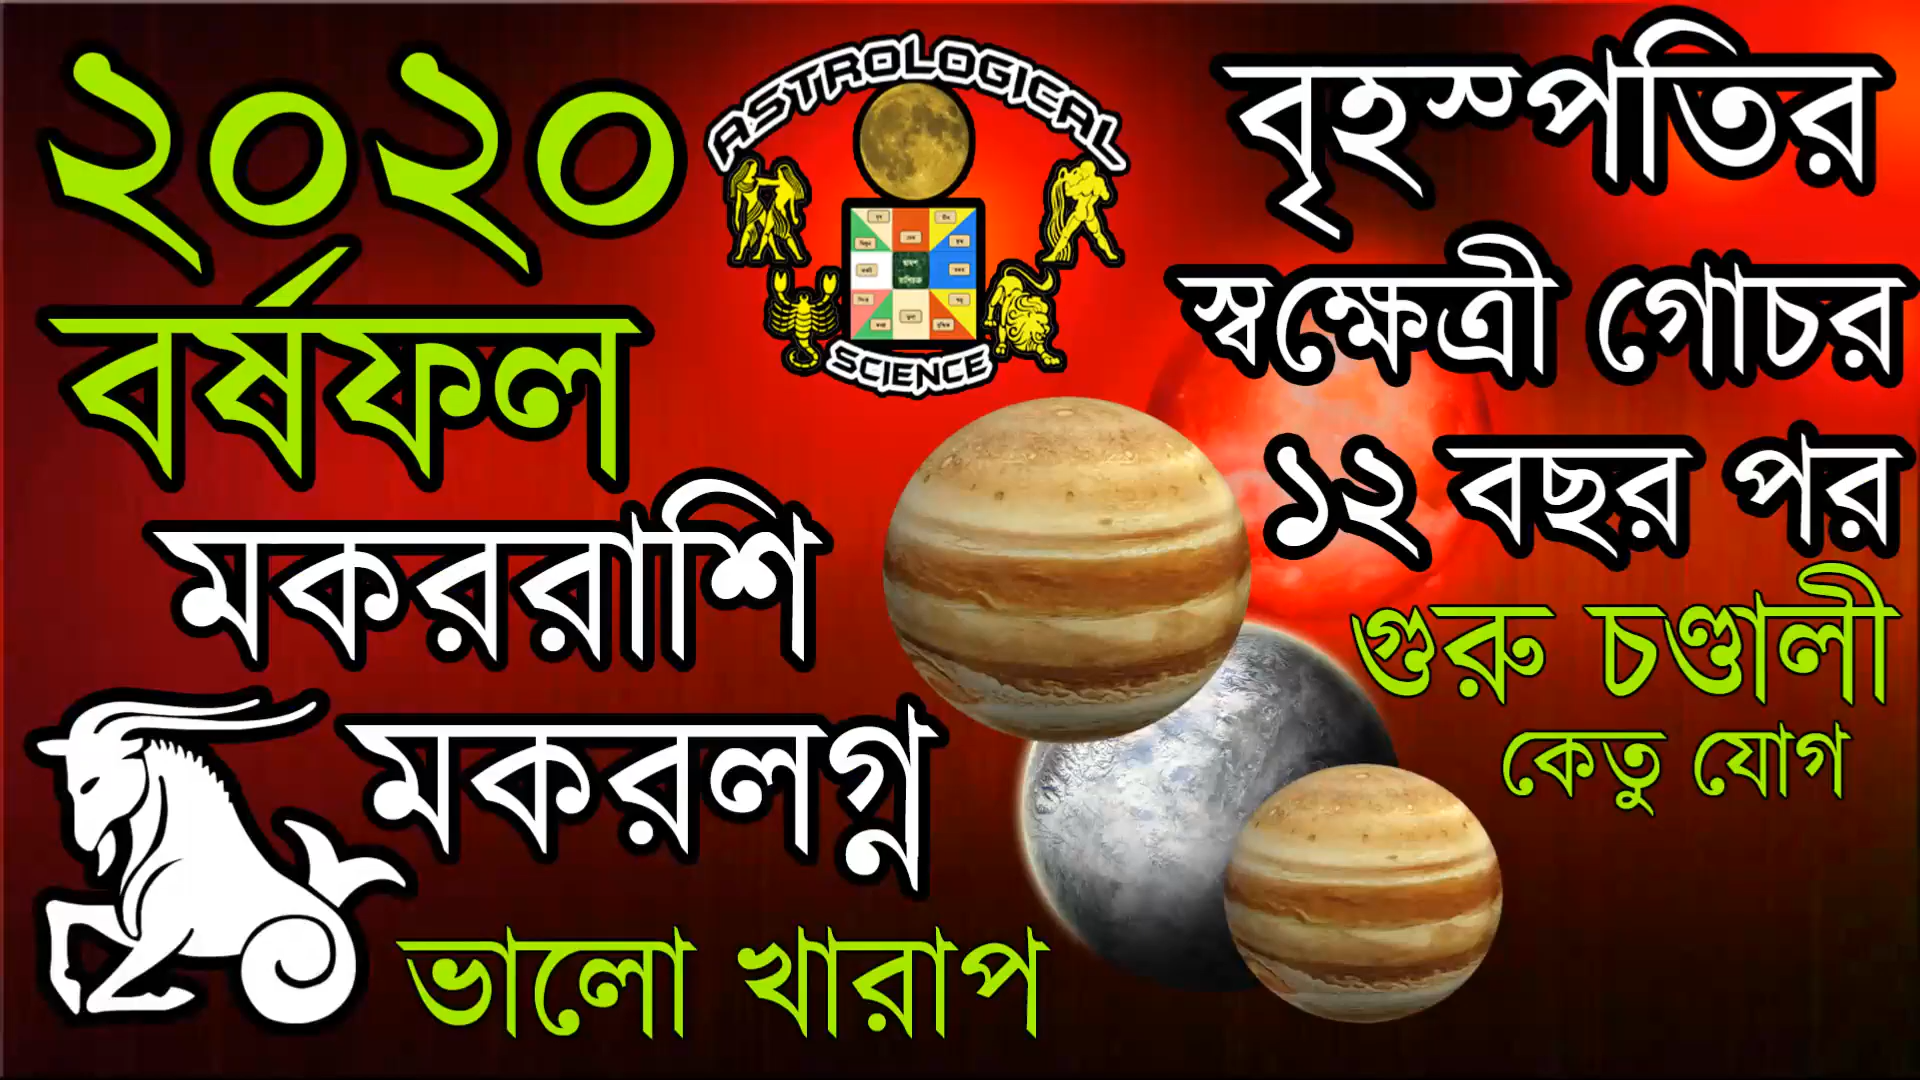 ২০২০
বর্ষফল
মকররাশি
মকরলগ্ন
ভালো খারাপ
ASTROLOGICAL
SCIENCE
বৃহস্পতির
স্বক্ষেত্রী গোচর
১২ বছর পর
গুরু চণ্ডালী
কেতু যোগ